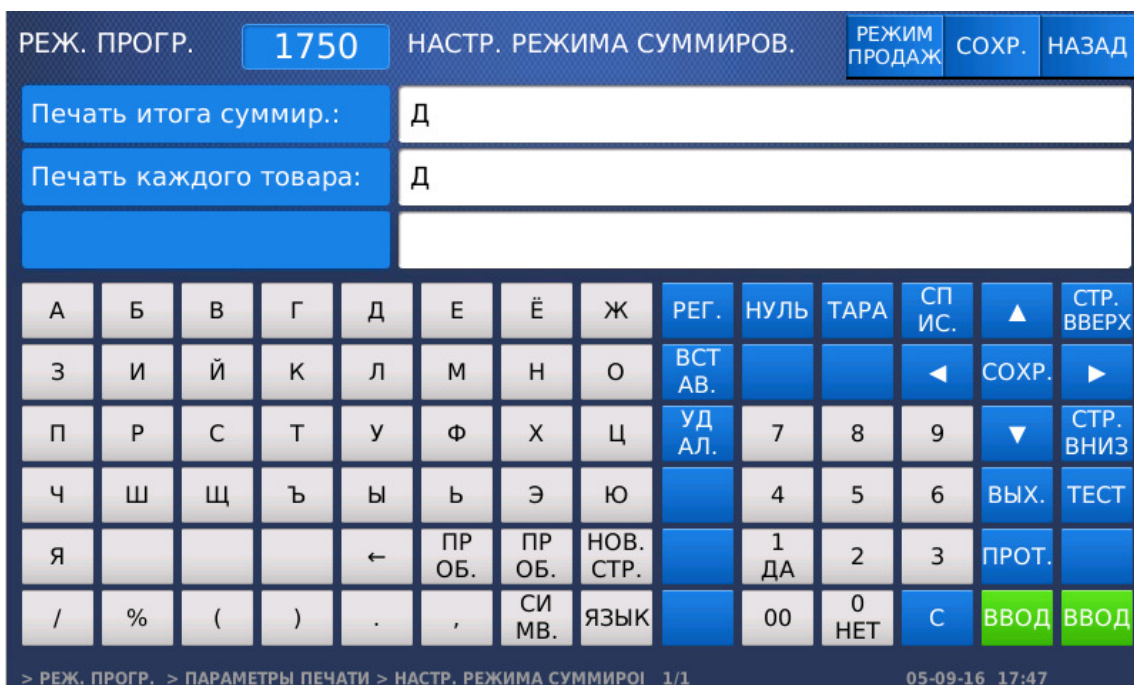 РЕЖ. ПРОГР. 1750 НАСТР. РЕЖИМА СУММИРОВ. РЕЖИМ ПРОДАЖ СОХР. НАЗАД
Печать итога суммир.: Д
Печать каждого товара: Д
А Б В Г Д Е Ё Ж РЕГ. НУЛЬ ТАРА СП ИС. ▲ СТР. ВВЕРХ
З И Й К Л М Н О ВСТ АВ. ◀ СОХР. ▶
П Р С Т У Ф Х Ц УД АЛ. 7 8 9 ▼ СТР. ВНИЗ
Ч Ш Щ Ъ Ы Ь Э Ю 4 5 6 ВЫХ. ТЕСТ
Я ← ПР ОБ. ПР ОБ. НОВ. СТР. 1 ДА 2 3 ПРОТ.
/ % ( ) . , СИ МВ. ЯЗЫК 00 0 НЕТ С ВВОД ВВОД
> РЕЖ. ПРОГР. > ПАРАМЕТРЫ ПЕЧАТИ > НАСТР. РЕЖИМА СУММИРОІ 1/1 05-09-16 17:47